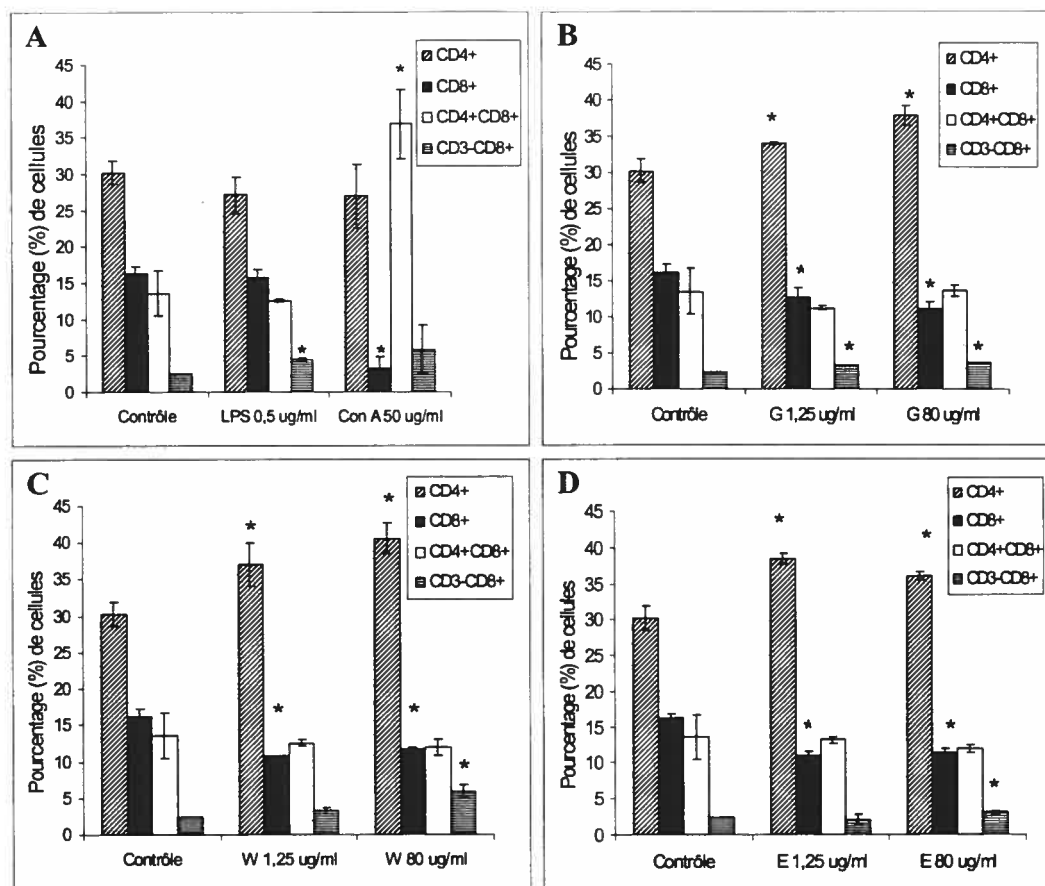 A
CD4+
CD8+
CD4+CD8+
CD3-CD8+
Pourcentage (%) de cellules
45
40
35
30
25
20
15
10
5
0
*
*
*
Contrôle
LPS 0,5 ug/ml
Con A 50 ug/ml
B
CD4+
CD8+
CD4+CD8+
CD3-CD8+
Pourcentage (%) de cellules
45
40
35
30
25
20
15
10
5
0
*
*
*
*
*
*
Contrôle
G 1,25 ug/ml
G 80 ug/ml
C
CD4+
CD8+
CD4+CD8+
CD3-CD8+
Pourcentage (%) de cellules
45
40
35
30
25
20
15
10
5
0
*
*
*
*
*
Contrôle
W 1,25 ug/ml
W 80 ug/ml
D
CD4+
CD8+
CD4+CD8+
CD3-CD8+
Pourcentage (%) de cellules
45
40
35
30
25
20
15
10
5
0
*
*
*
*
*
Contrôle
E 1,25 ug/ml
E 80 ug/ml